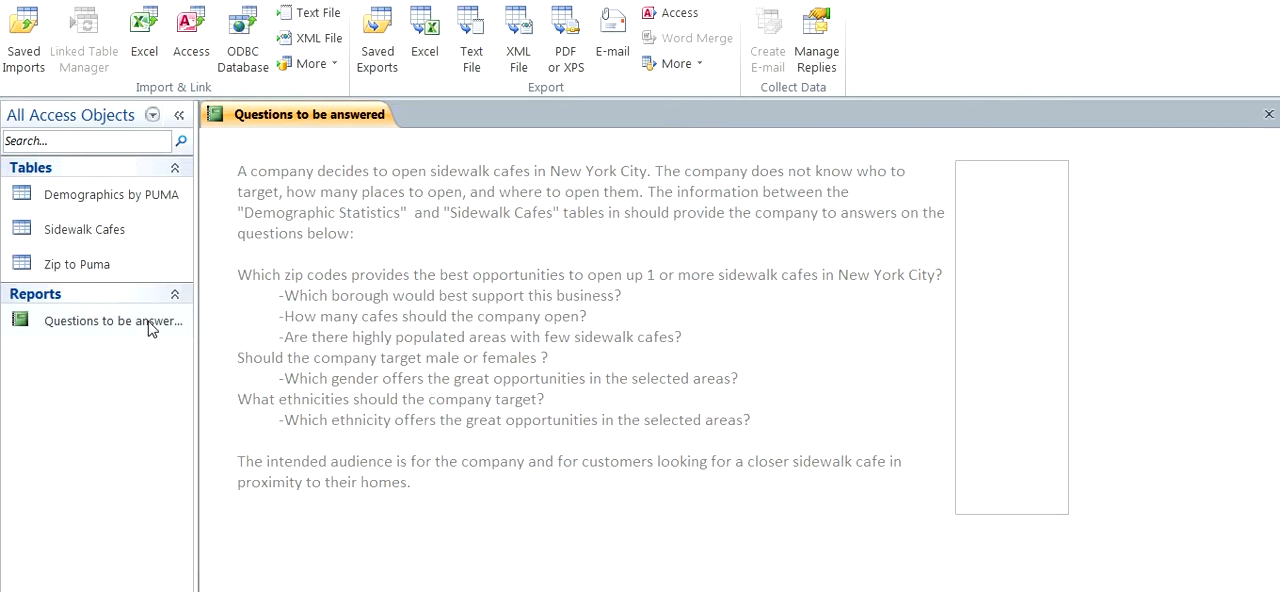 Saved Imports
Linked Table Manager
Excel
Access
ODBC Database
Text File
XML File
More
Import & Link
Saved Exports
Excel
Text File
XML File
PDF or XPS
E-mail
Access
Word Merge
More
Export
Create E-mail
Manage Replies
Collect Data
All Access Objects
Search...
Tables
Demographics by PUMA
Sidewalk Cafes
Zip to Puma
Reports
Questions to be answer...
Questions to be answered
A company decides to open sidewalk cafes in New York City. The company does not know who to
target, how many places to open, and where to open them. The information between the
"Demographic Statistics"  and "Sidewalk Cafes" tables in should provide the company to answers on the
questions below:
Which zip codes provides the best opportunities to open up 1 or more sidewalk cafes in New York City?
-Which borough would best support this business?
-How many cafes should the company open?
-Are there highly populated areas with few sidewalk cafes?
Should the company target male or females ?
-Which gender offers the great opportunities in the selected areas?
What ethnicities should the company target?
-Which ethnicity offers the great opportunities in the selected areas?
The intended audience is for the company and for customers looking for a closer sidewalk cafe in
proximity to their homes.